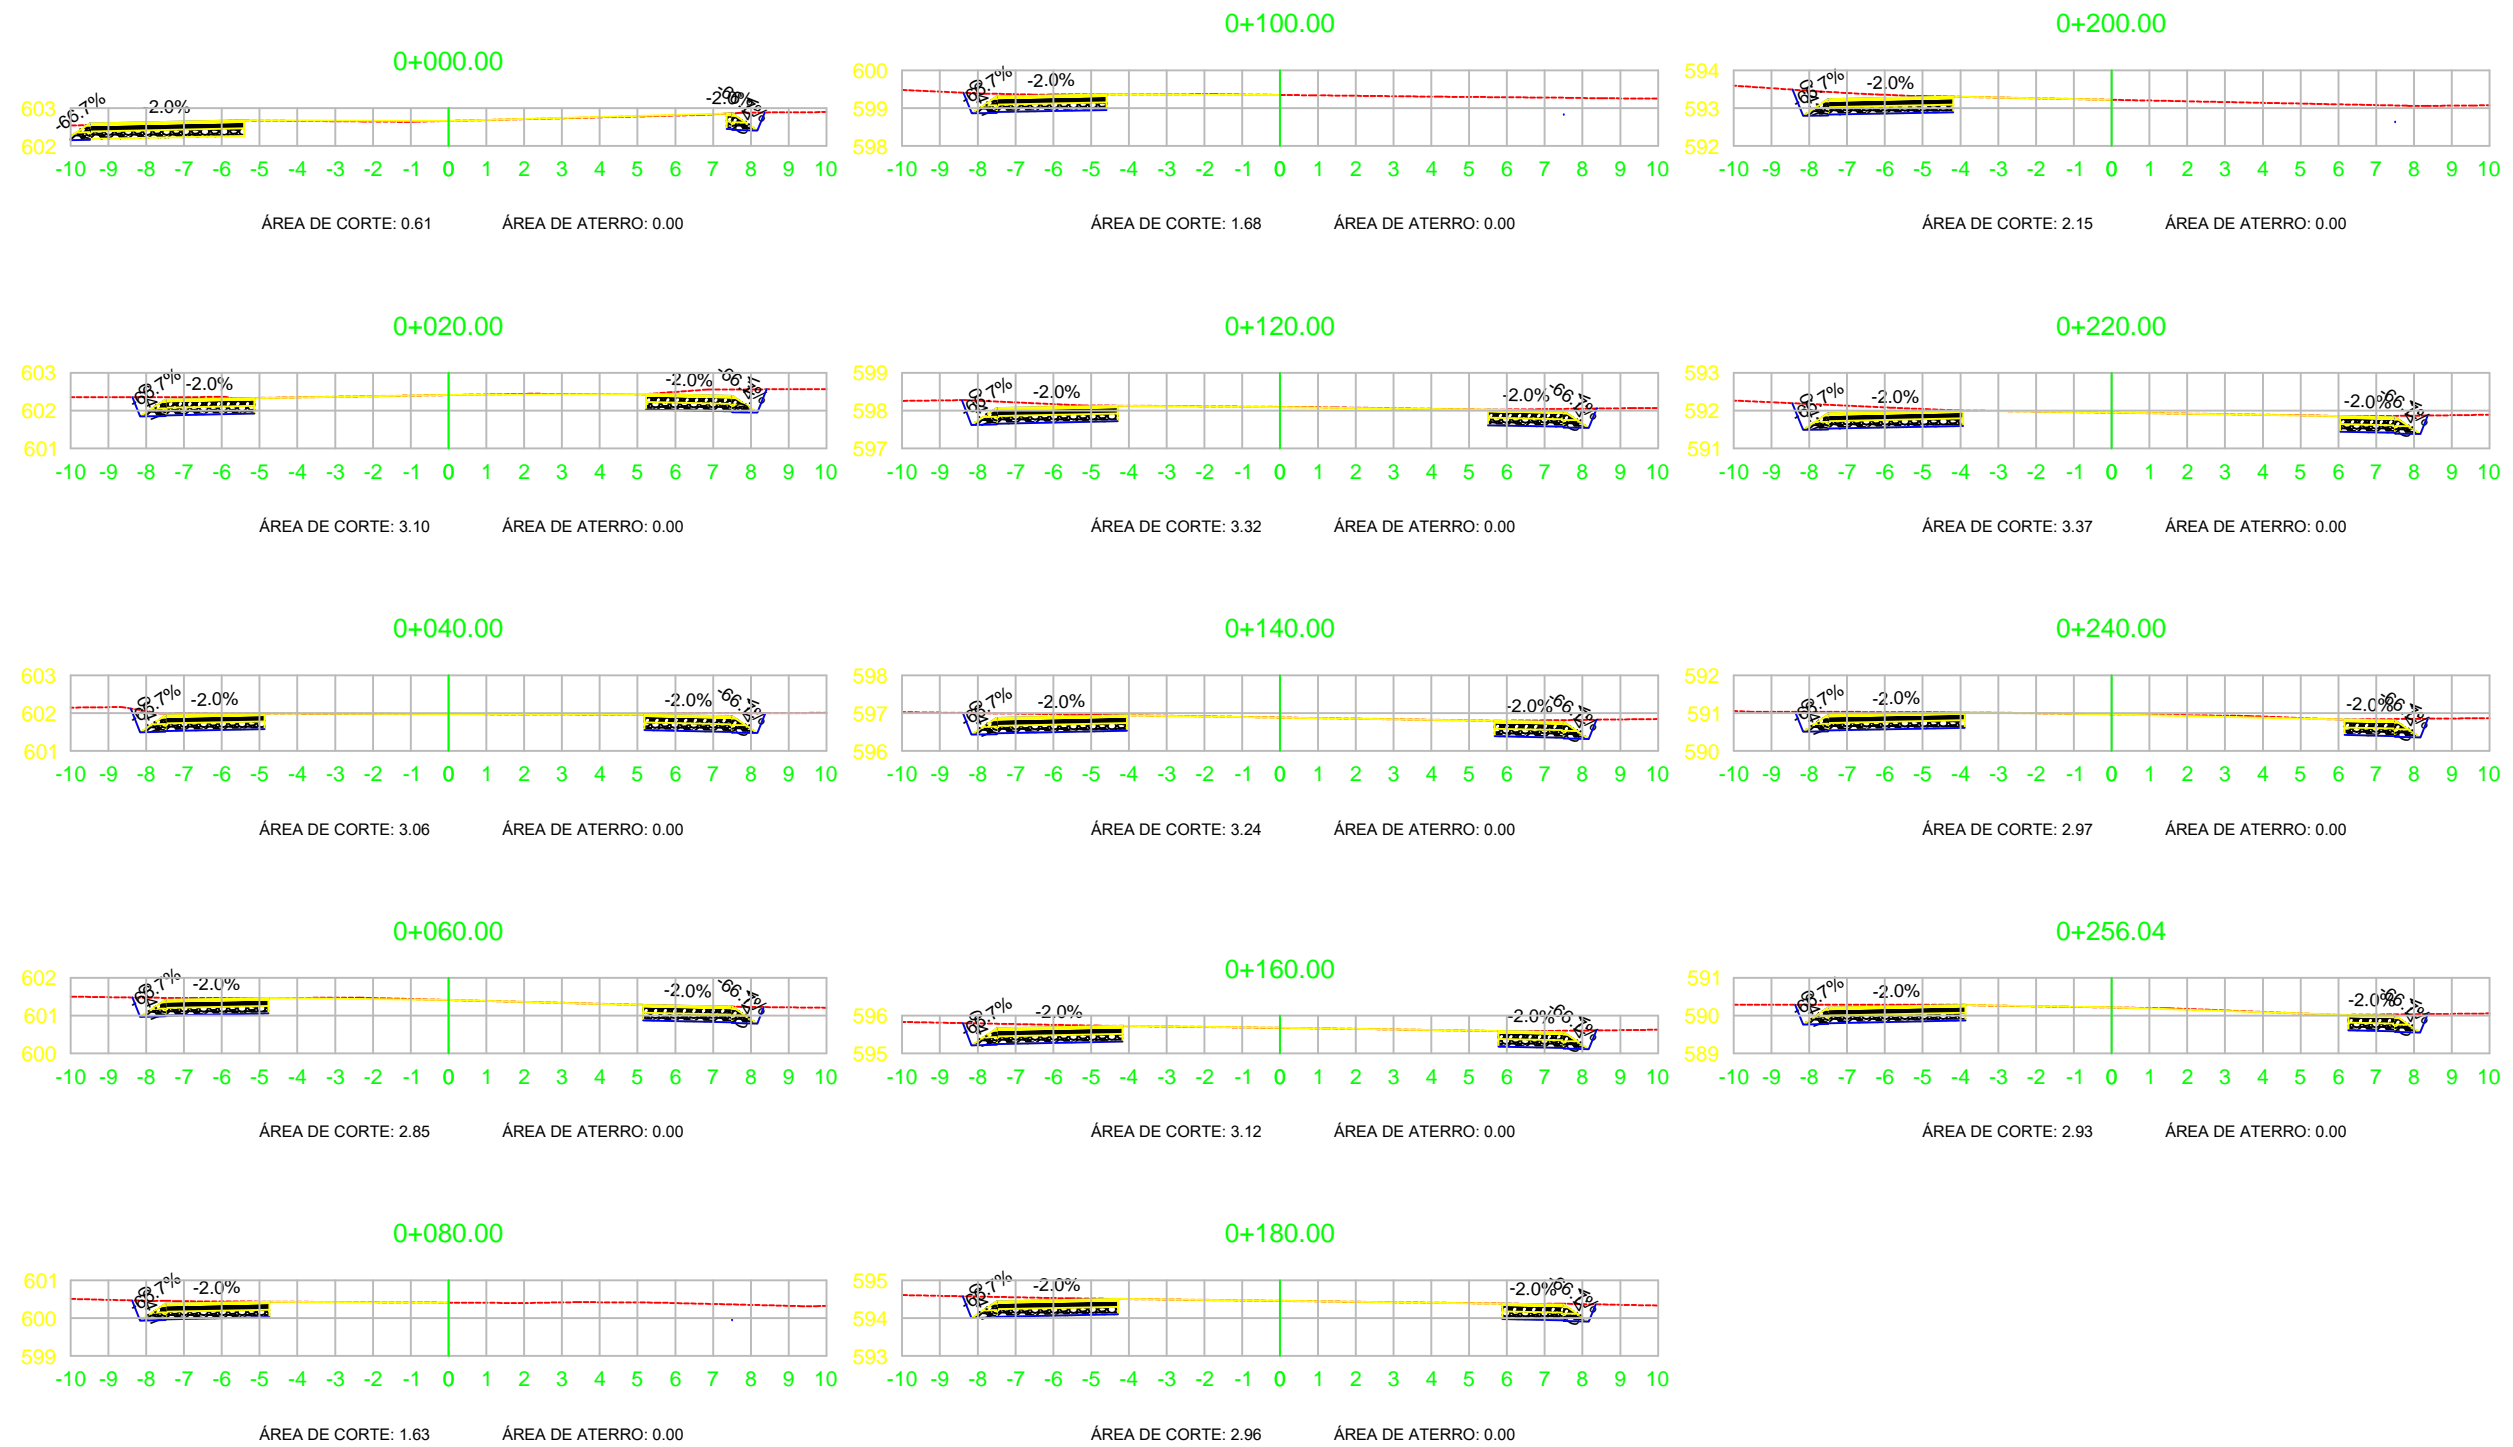 0+000.00
-66.7% -2.0% -2.0%
603
602
-10 -9 -8 -7 -6 -5 -4 -3 -2 -1 0 1 2 3 4 5 6 7 8 9 10
ÁREA DE CORTE: 0.61 ÁREA DE ATERRO: 0.00
0+020.00
-2.0% -2.0%
603
602
601
-10 -9 -8 -7 -6 -5 -4 -3 -2 -1 0 1 2 3 4 5 6 7 8 9 10
ÁREA DE CORTE: 3.10 ÁREA DE ATERRO: 0.00
0+040.00
-2.0% -2.0%
603
602
601
-10 -9 -8 -7 -6 -5 -4 -3 -2 -1 0 1 2 3 4 5 6 7 8 9 10
ÁREA DE CORTE: 3.06 ÁREA DE ATERRO: 0.00
0+060.00
-2.0% -2.0%
602
601
600
-10 -9 -8 -7 -6 -5 -4 -3 -2 -1 0 1 2 3 4 5 6 7 8 9 10
ÁREA DE CORTE: 2.85 ÁREA DE ATERRO: 0.00
0+080.00
-2.0%
601
600
599
-10 -9 -8 -7 -6 -5 -4 -3 -2 -1 0 1 2 3 4 5 6 7 8 9 10
ÁREA DE CORTE: 1.63 ÁREA DE ATERRO: 0.00
0+100.00
-2.0%
600
599
598
-10 -9 -8 -7 -6 -5 -4 -3 -2 -1 0 1 2 3 4 5 6 7 8 9 10
ÁREA DE CORTE: 1.68 ÁREA DE ATERRO: 0.00
0+120.00
-2.0% -2.0%
599
598
597
-10 -9 -8 -7 -6 -5 -4 -3 -2 -1 0 1 2 3 4 5 6 7 8 9 10
ÁREA DE CORTE: 3.32 ÁREA DE ATERRO: 0.00
0+140.00
-2.0% -2.0%
598
597
596
-10 -9 -8 -7 -6 -5 -4 -3 -2 -1 0 1 2 3 4 5 6 7 8 9 10
ÁREA DE CORTE: 3.24 ÁREA DE ATERRO: 0.00
0+160.00
-2.0% -2.0%
596
595
-10 -9 -8 -7 -6 -5 -4 -3 -2 -1 0 1 2 3 4 5 6 7 8 9 10
ÁREA DE CORTE: 3.12 ÁREA DE ATERRO: 0.00
0+180.00
-2.0% -2.0%
595
594
593
-10 -9 -8 -7 -6 -5 -4 -3 -2 -1 0 1 2 3 4 5 6 7 8 9 10
ÁREA DE CORTE: 2.96 ÁREA DE ATERRO: 0.00
0+200.00
-2.0%
594
593
592
-10 -9 -8 -7 -6 -5 -4 -3 -2 -1 0 1 2 3 4 5 6 7 8 9 10
ÁREA DE CORTE: 2.15 ÁREA DE ATERRO: 0.00
0+220.00
-2.0% -2.0%
593
592
591
-10 -9 -8 -7 -6 -5 -4 -3 -2 -1 0 1 2 3 4 5 6 7 8 9 10
ÁREA DE CORTE: 3.37 ÁREA DE ATERRO: 0.00
0+240.00
-2.0% -2.0%
592
591
590
-10 -9 -8 -7 -6 -5 -4 -3 -2 -1 0 1 2 3 4 5 6 7 8 9 10
ÁREA DE CORTE: 2.97 ÁREA DE ATERRO: 0.00
0+256.04
-2.0% -2.0%
591
590
589
-10 -9 -8 -7 -6 -5 -4 -3 -2 -1 0 1 2 3 4 5 6 7 8 9 10
ÁREA DE CORTE: 2.93 ÁREA DE ATERRO: 0.00